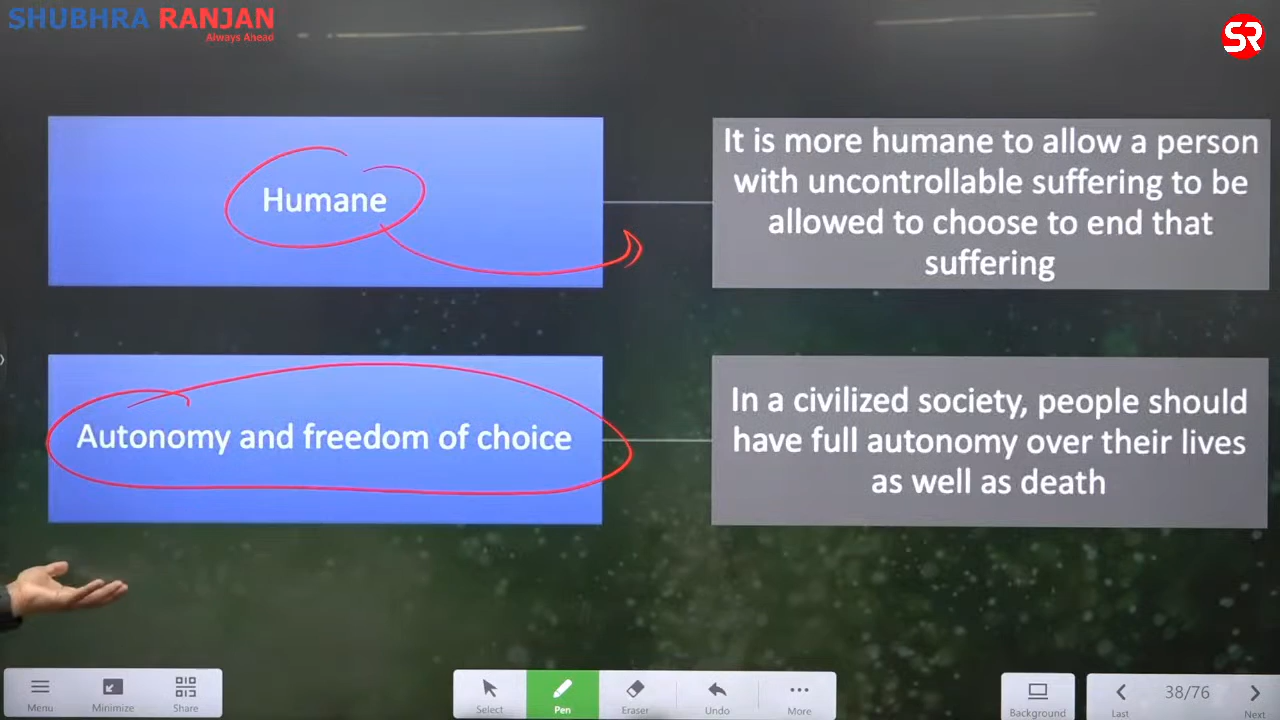 SHUBHRA RANJAN
Always Ahead
SR
Humane
It is more humane to allow a person
with uncontrollable suffering to be
allowed to choose to end that
suffering
Autonomy and freedom of choice
In a civilized society, people should
have full autonomy over their lives
as well as death
Menu
Minimize
Share
Select
Pen
Eraser
Undo
More
Background
Last
38/76
Next